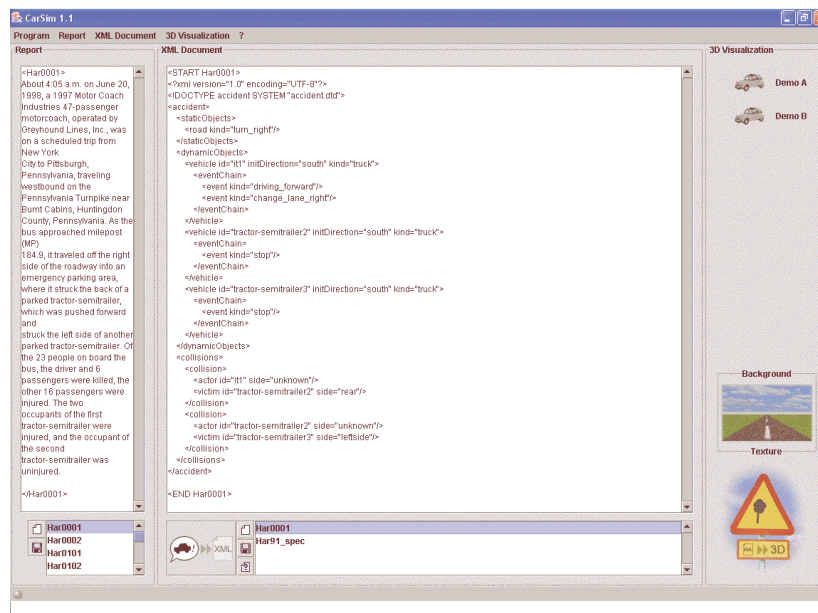 CarSim 1.1
Program Report XML Document 3D Visualization ?
Report
<Har0001>
About 4:05 a.m. on June 20,
1998, a 1997 Motor Coach
Industries 47-passenger
motorcoach, operated by
Greyhound Lines, Inc., was
on a scheduled trip from
New York
City to Pittsburgh,
Pennsylvania, traveling
westbound on the
Pennsylvania Turnpike near
Burnt Cabins, Huntingdon
County, Pennsylvania. As the
bus approached milepost
(MP)
184.9, it traveled off the right
side of the roadway into an
emergency parking area,
where it struck the back of a
parked tractor-semitrailer,
which was pushed forward
and
struck the left side of another
parked tractor-semitrailer. Of
the 23 people on board the
bus, the driver and 6
passengers were killed, the
other 16 passengers were
injured. The two
occupants of the first
tractor-semitrailer were
injured, and the occupant of
the second
tractor-semitrailer was
uninjured.
</Har0001>
Har0001
Har0002
Har0101
Har0102
XML Document
<START Har0001>
<?xml version="1.0" encoding="UTF-8"?>
<!DOCTYPE accident SYSTEM "accident.dtd">
<accident>
<staticObjects>
<road kind="turn_right"/>
</staticObjects>
<dynamicObjects>
<vehicle id="it1" initDirection="south" kind="truck">
<eventChain>
<event kind="driving_forward"/>
<event kind="change_lane_right"/>
</eventChain>
</vehicle>
<vehicle id="tractor-semitrailer2" initDirection="south" kind="truck">
<eventChain>
<event kind="stop"/>
</eventChain>
</vehicle>
<vehicle id="tractor-semitrailer3" initDirection="south" kind="truck">
<eventChain>
<event kind="stop"/>
</eventChain>
</vehicle>
</dynamicObjects>
<collisions>
<collision>
<actor id="it1" side="unknown"/>
<victim id="tractor-semitrailer2" side="rear"/>
</collision>
<collision>
<actor id="tractor-semitrailer2" side="unknown"/>
<victim id="tractor-semitrailer3" side="leftside"/>
</collision>
</collisions>
</accident>
<END Har0001>
! XML
Har0001
Har91_spec
3D Visualization
Demo A
Demo B
Background
Texture
XML 3D